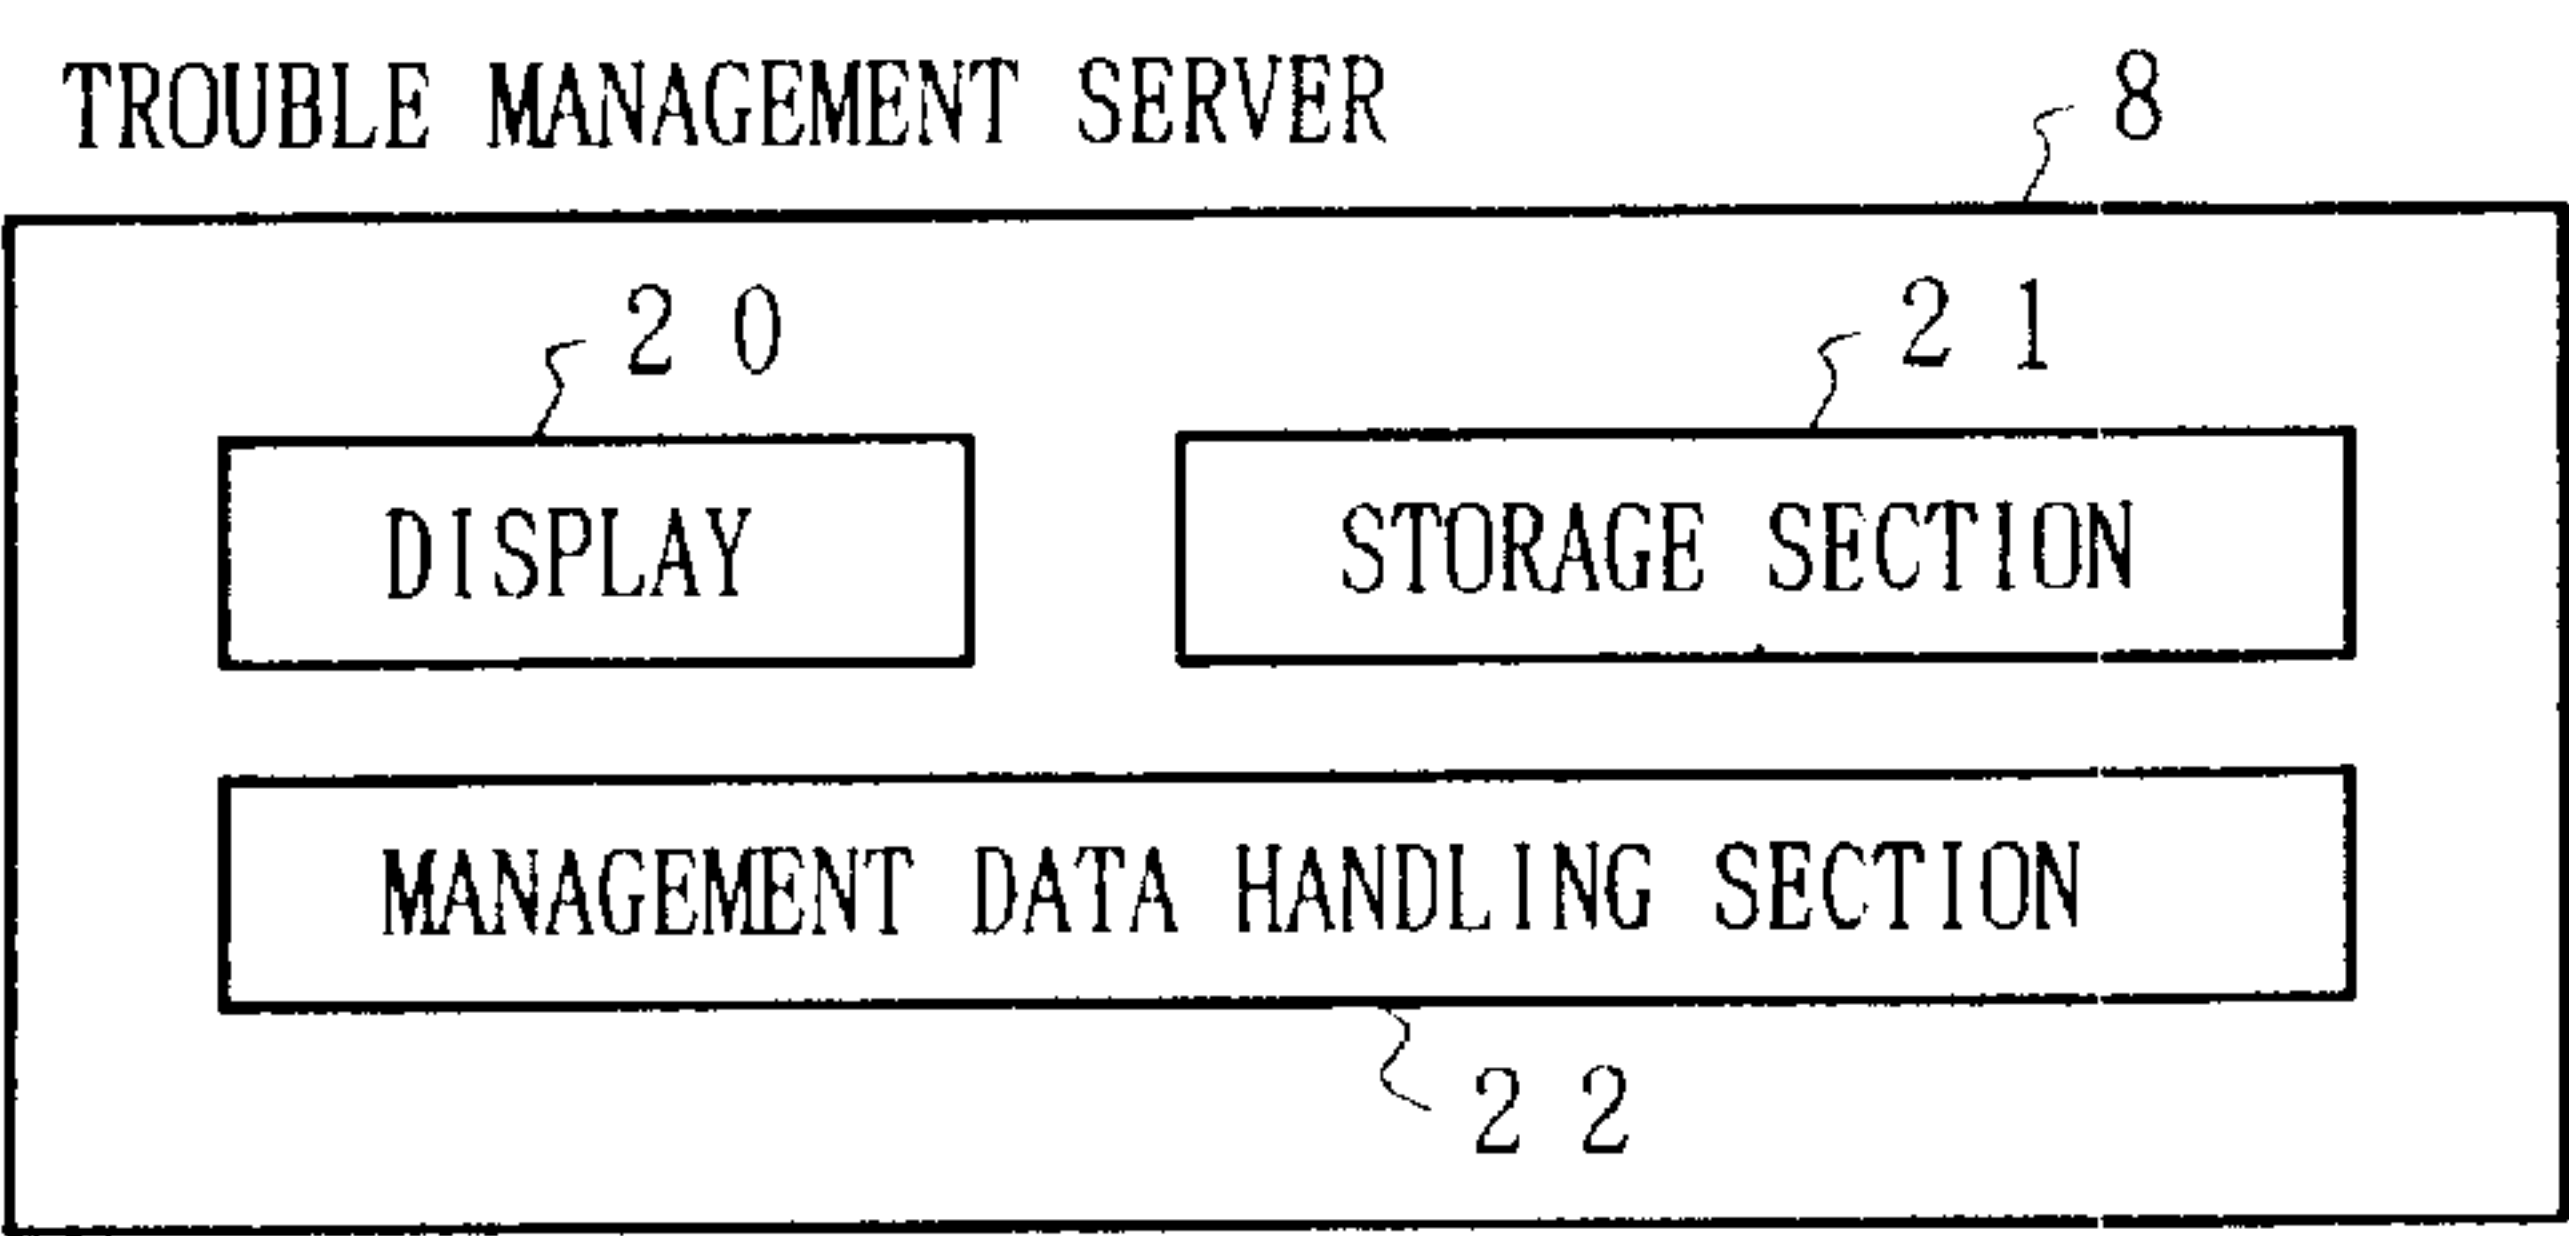 TROUBLE MANAGEMENT SERVER 8
20 21
DISPLAY STORAGE SECTION
MANAGEMENT DATA HANDLING SECTION
22